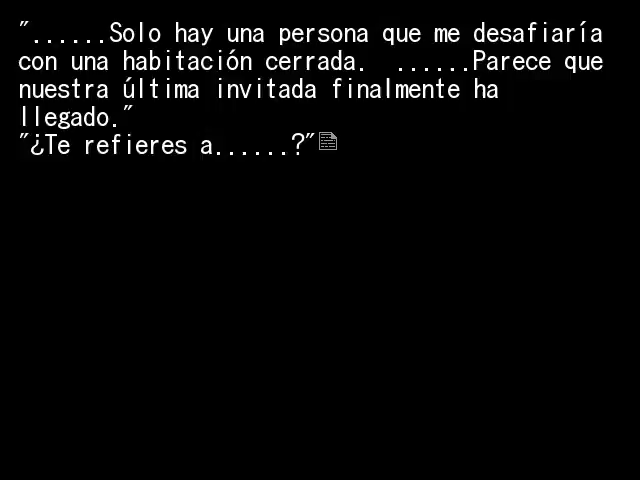 "......Solo hay una persona que me desafiaría
con una habitación cerrada.  ......Parece que
nuestra última invitada finalmente ha
llegado."
"¿Te refieres a......?"